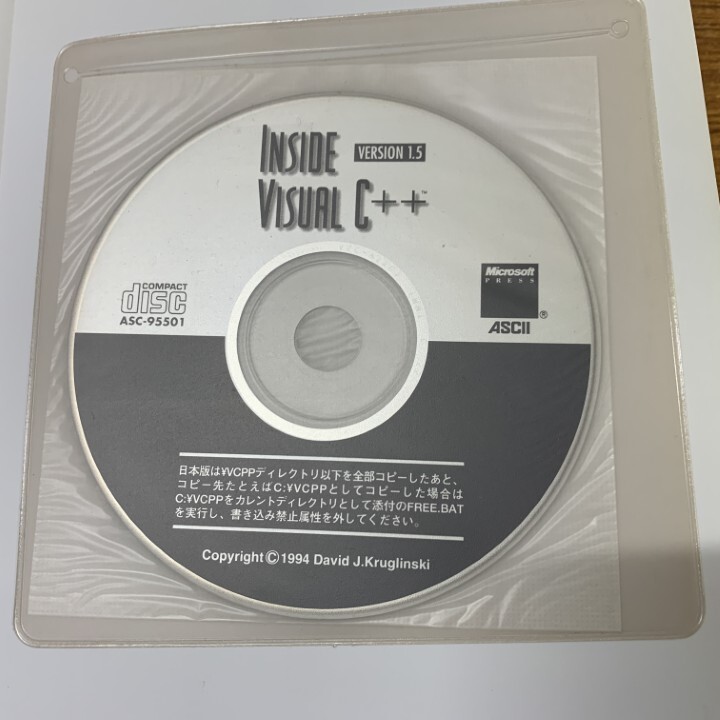 INSIDE VERSION 1.5
VISUAL C++™
COMPACT
disc
ASC-95501
Microsoft
PRESS
ASCII ®
日本版は¥VCPPディレクトリ以下を全部コピーしたあと、
コピー先たとえばC:¥VCPPとしてコピーした場合は
C:¥VCPPをカレントディレクトリとして添付のFREE.BAT
を実行し、書き込み禁止属性を外してください。
Copyright ©1994 David J.Kruglinski